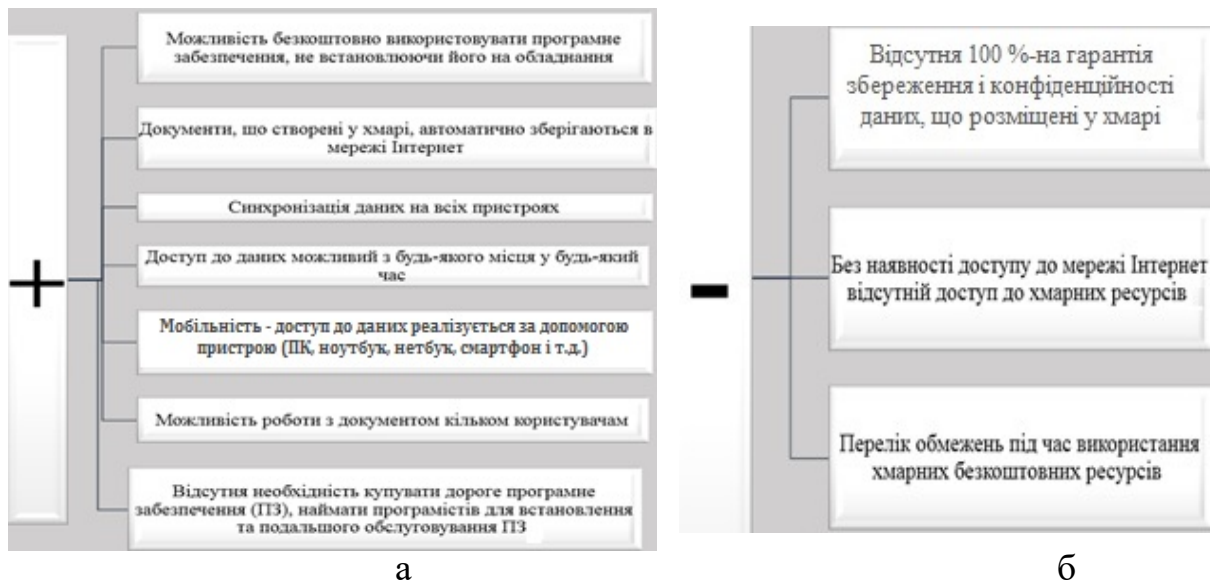 +
Можливість безкоштовно використовувати програмне
забезпечення, не встановлюючи його на обладнання
Документи, що створені у хмарі, автоматично зберігаються в
мережі Інтернет
Синхронізація даних на всіх пристроях
Доступ до даних можливий з будь-якого місця у будь-який
час
Мобільність - доступ до даних реалізується за допомогою
пристрою (ПК, ноутбук, нетбук, смартфон і т.д.)
Можливість роботи з документом кільком користувачам
Відсутня необхідність купувати дороге програмне
забезпечення (ПЗ), наймати програмістів для встановлення
та подальшого обслуговування ПЗ
а
-
Відсутня 100 %-на гарантія
збереження і конфіденційності
даних, що розміщені у хмарі
Без наявності доступу до мережі Інтернет
відсутній доступ до хмарних ресурсів
Перелік обмежень під час використання
хмарних безкоштовних ресурсів
б